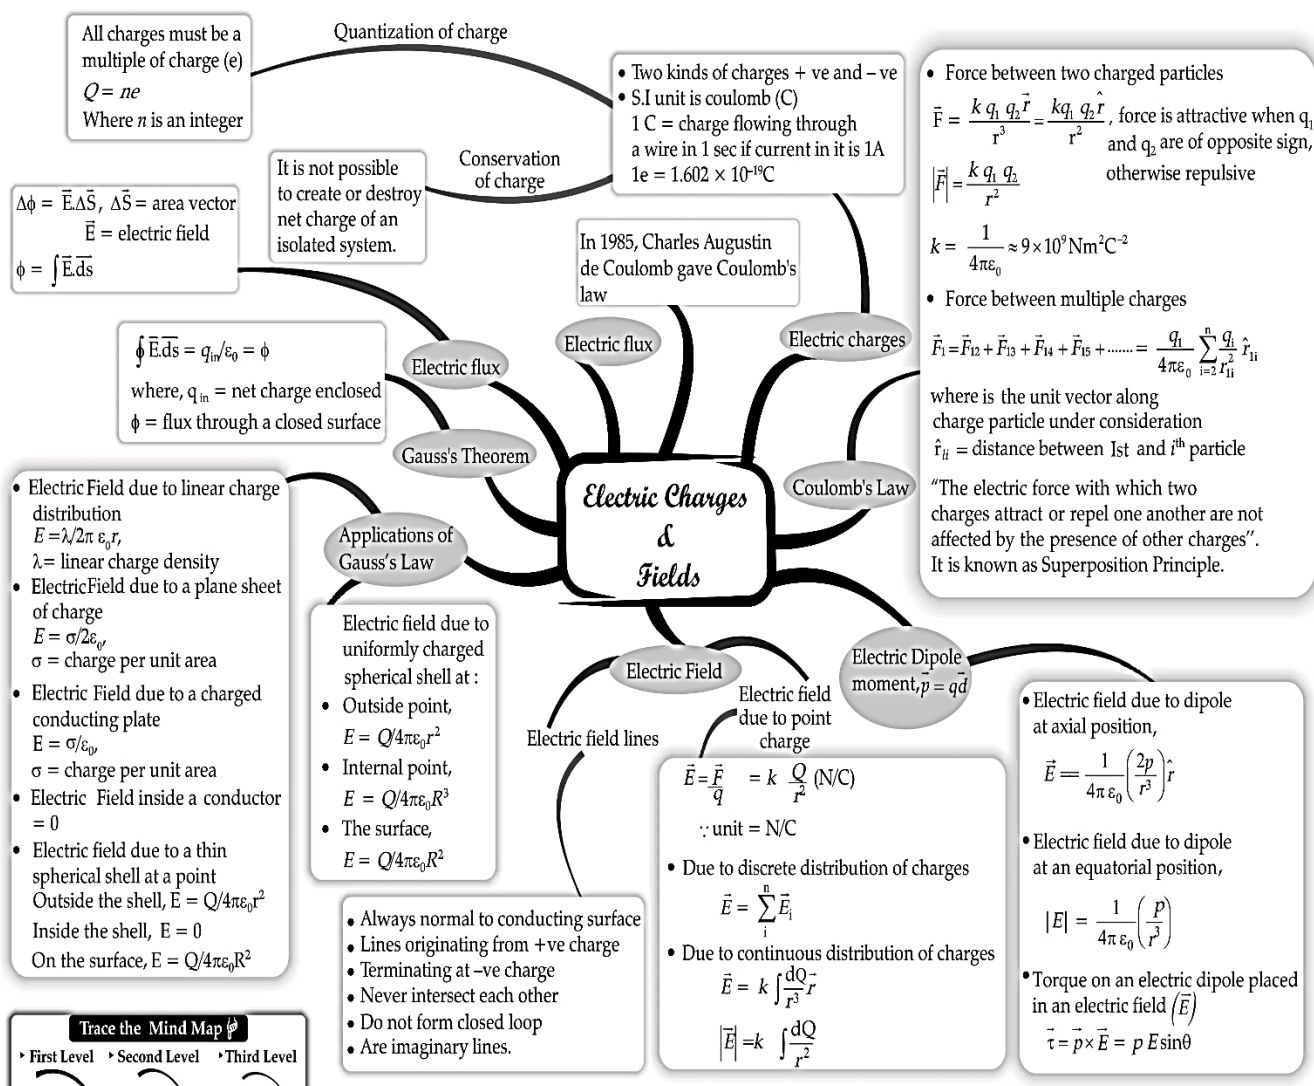 All charges must be a
multiple of charge (e)
Q = ne
Where n is an integer
Quantization of charge
• Two kinds of charges + ve and – ve
• S.I unit is coulomb (C)
1 C = charge flowing through
a wire in 1 sec if current in it is 1A
1e = 1.602 × 10⁻¹⁹C
It is not possible
to create or destroy
net charge of an
isolated system.
Conservation
of charge
Δϕ = E⃗.ΔS⃗, ΔS⃗ = area vector
E⃗ = electric field
ϕ = ∫E⃗.ds⃗
In 1985, Charles Augustin
de Coulomb gave Coulomb's
law
Electric flux
Electric flux
Electric charges
∮E⃗.ds⃗ = q_in/ε₀ = ϕ
where, q_in = net charge enclosed
ϕ = flux through a closed surface
Gauss's Theorem
Electric Charges
&
Fields
Coulomb's Law
• Force between two charged particles
F⃗ = k q₁ q₂ r⃗ / r³ = kq₁ q₂ r̂ / r², force is attractive when q₁
and q₂ are of opposite sign,
otherwise repulsive
|F⃗| = k q₁ q₂ / r²
k = 1/4πε₀ ≈ 9×10⁹Nm²C⁻²
• Force between multiple charges
F⃗₁=F⃗₁₂ + F⃗₁₃ + F⃗₁₄ + F⃗₁₅ +....... = q₁/4πε₀ ∑ⁿᵢ₌₂ qᵢ/r²₁ᵢ r̂₁ᵢ
where is the unit vector along
charge particle under consideration
r̂₁ᵢ = distance between Ist and iᵗʰ particle
“The electric force with which two
charges attract or repel one another are not
affected by the presence of other charges”.
It is known as Superposition Principle.
Applications of
Gauss's Law
• Electric Field due to linear charge
distribution
E =λ/2π ε₀r,
λ= linear charge density
• Electric Field due to a plane sheet
of charge
E = σ/2ε₀,
σ = charge per unit area
• Electric Field due to a charged
conducting plate
E = σ/ε₀,
σ = charge per unit area
• Electric Field inside a conductor
= 0
• Electric field due to a thin
spherical shell at a point
Outside the shell, E = Q/4πε₀r²
Inside the shell, E = 0
On the surface, E = Q/4πε₀R²
Electric field due to
uniformly charged
spherical shell at :
• Outside point,
E = Q/4πε₀r²
• Internal point,
E = Q/4πε₀R³
• The surface,
E = Q/4πε₀R²
Electric Field
Electric field lines
• Always normal to conducting surface
• Lines originating from +ve charge
• Terminating at –ve charge
• Never intersect each other
• Do not form closed loop
• Are imaginary lines.
Electric field
due to point
charge
E⃗ = F⃗/q = k Q/r² (N/C)
∵ unit = N/C
• Due to discrete distribution of charges
E⃗ = ∑ⁿᵢ E⃗ᵢ
• Due to continuous distribution of charges
E⃗ = k ∫dQ/r³ r⃗
|E⃗| =k ∫dQ/r²
Electric Dipole
moment, p⃗ = qd⃗
• Electric field due to dipole
at axial position,
E⃗ = 1/4π ε₀ (2p/r³) r̂
• Electric field due to dipole
at an equatorial position,
|E| = 1/4π ε₀ (p/r³)
• Torque on an electric dipole placed
in an electric field (E⃗)
τ⃗ = p⃗ × E⃗ = p E sinθ
Trace the Mind Map
▸ First Level ▸ Second Level ▸ Third Level